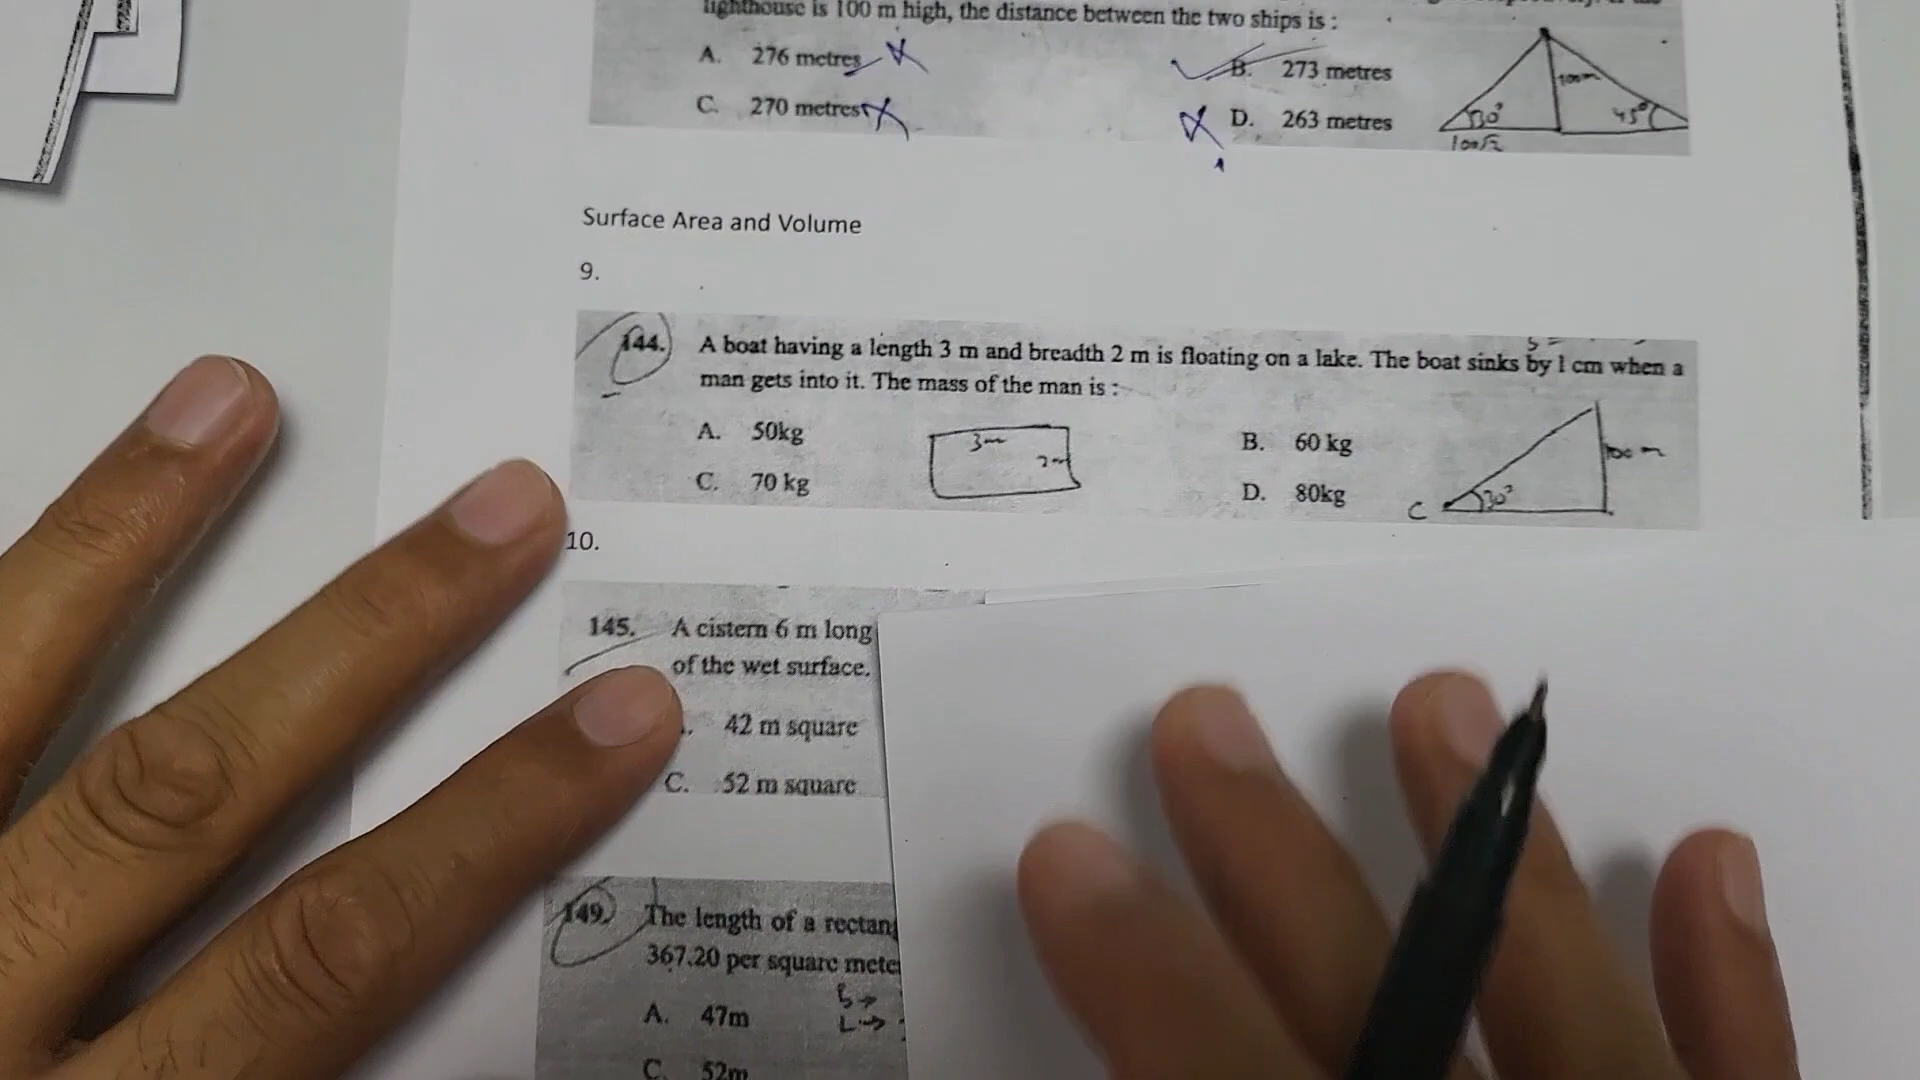 lighthouse is 100 m high, the distance between the two ships is :
A. 276 metres
B. 273 metres
C. 270 metres
D. 263 metres
100m
30°
45°
100√2
Surface Area and Volume
9.
144. A boat having a length 3 m and breadth 2 m is floating on a lake. The boat sinks by 1 cm when a
man gets into it. The mass of the man is :
A. 50kg
B. 60 kg
C. 70 kg
D. 80kg
3m
2m
100 m
C 30°
10.
145. A cistern 6 m long
of the wet surface.
42 m square
C. 52 m square
149. The length of a rectang
367.20 per square mete
A. 47m
b→
L→
C. 52m